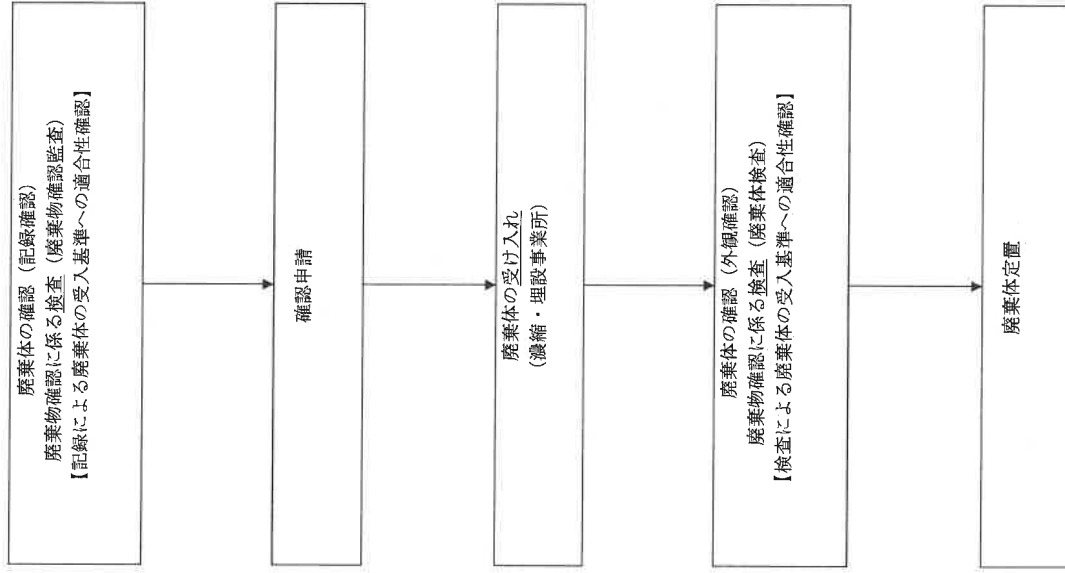 廃棄体の確認（記録確認）
廃棄物確認に係る検査（廃棄物確認監査）
【記録による廃棄体の受入基準への適合性確認】
確認申請
廃棄体の受け入れ
（濃縮・埋設事業所）
廃棄体の確認（外観確認）
廃棄物確認に係る検査（廃棄体検査）
【検査による廃棄体の受入基準への適合性確認】
廃棄体定置